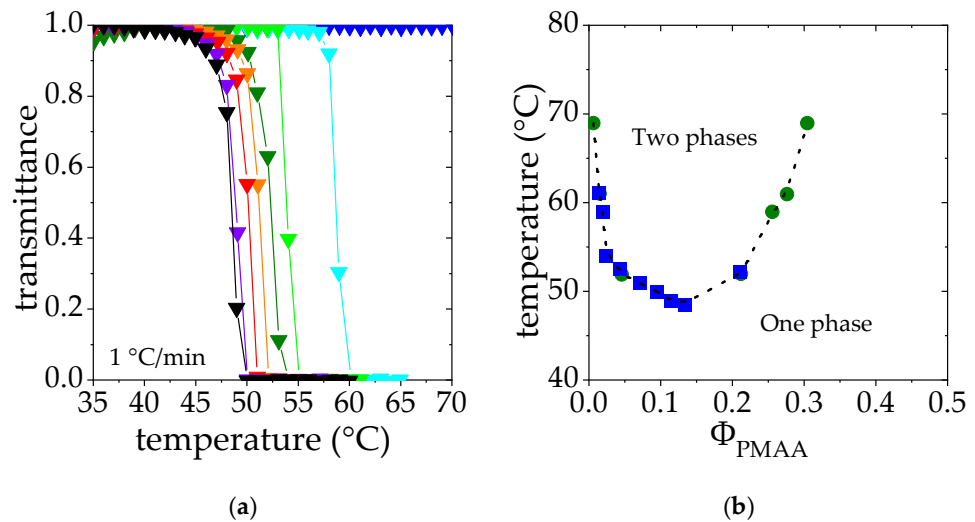 1.0
0.8
0.6
0.4
0.2
0.0
transmittance
1 °C/min
35 40 45 50 55 60 65 70
temperature (°C)
(a)
80
70
60
50
40
temperature (°C)
Two phases
One phase
0.0 0.1 0.2 0.3 0.4 0.5
Φ_PMAA
(b)